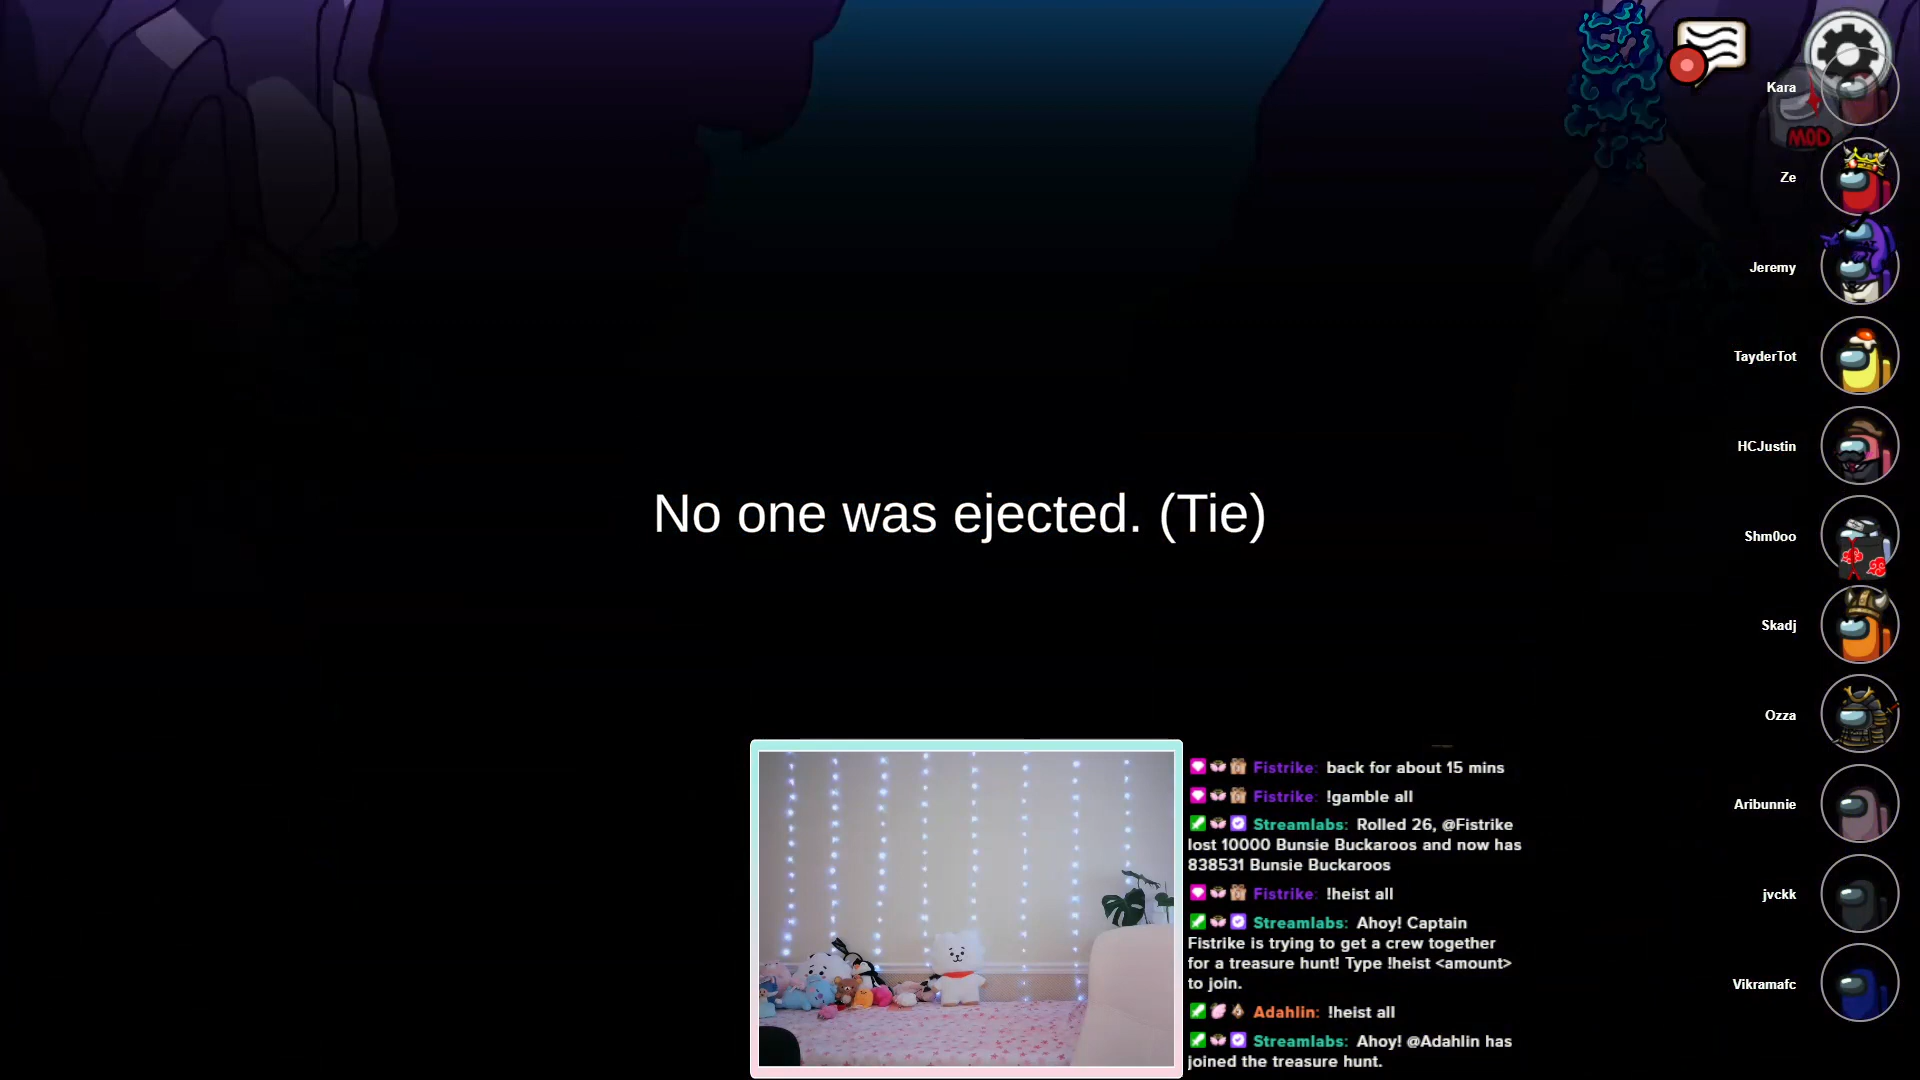 Kara
MOD
Ze
Jeremy
TayderTot
HCJustin
Shm0oo
Skadj
Ozza
Aribunnie
jvckk
Vikramafc
No one was ejected. (Tie)
Fistrike: back for about 15 mins
Fistrike: !gamble all
Streamlabs: Rolled 26, @Fistrike
lost 10000 Bunsie Buckaroos and now has
838531 Bunsie Buckaroos
Fistrike: !heist all
Streamlabs: Ahoy! Captain
Fistrike is trying to get a crew together
for a treasure hunt! Type !heist <amount>
to join.
Adahlin: !heist all
Streamlabs: Ahoy! @Adahlin has
joined the treasure hunt.